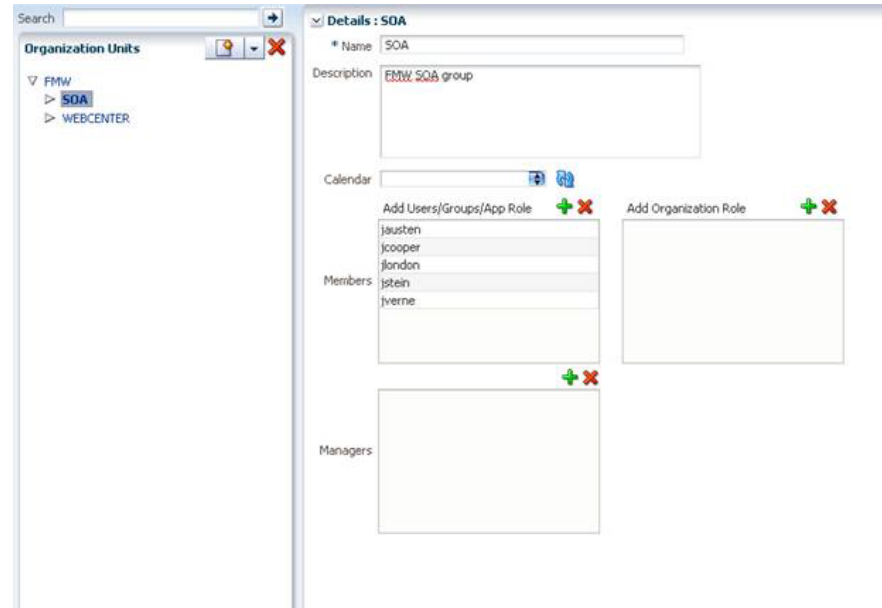 Search
Organization Units
FMW
SOA
WEBCENTER
Details : SOA
* Name SOA
Description FMW SOA group
Calendar
Add Users/Groups/App Role Add Organization Role
Members
jausten
jcooper
jlondon
jstein
jverne
Managers